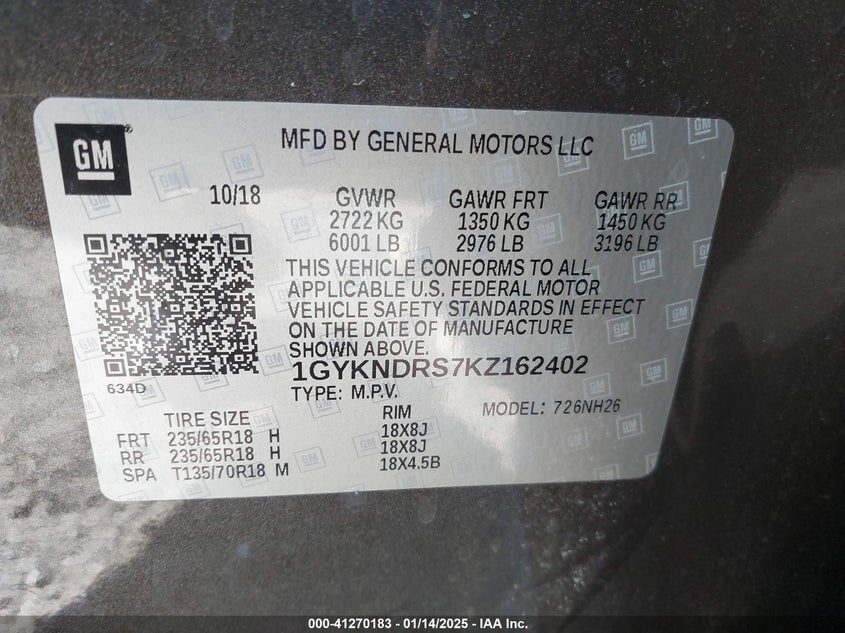 GM
MFD BY GENERAL MOTORS LLC
10/18 GVWR GAWR FRT GAWR RR
2722 KG 1350 KG 1450 KG
6001 LB 2976 LB 3196 LB
THIS VEHICLE CONFORMS TO ALL
APPLICABLE U.S. FEDERAL MOTOR
VEHICLE SAFETY STANDARDS IN EFFECT
ON THE DATE OF MANUFACTURE
SHOWN ABOVE.
634D
1GYKNDRS7KZ162402
TYPE: M.P.V. MODEL: 726NH26
TIRE SIZE RIM
FRT 235/65R18 H 18X8J
RR 235/65R18 H 18X8J
SPA T135/70R18 M 18X4.5B
000-41270183 - 01/14/2025 - IAA Inc.